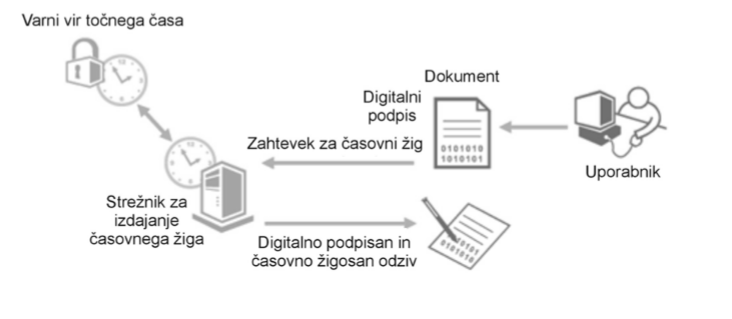 Varni vir točnega časa
Dokument
Digitalni
podpis
Zahtevek za časovni žig
0101010
1010101
Uporabnik
Strežnik za
izdajanje
časovnega žiga
Digitalno podpisan in
časovno žigosan odziv